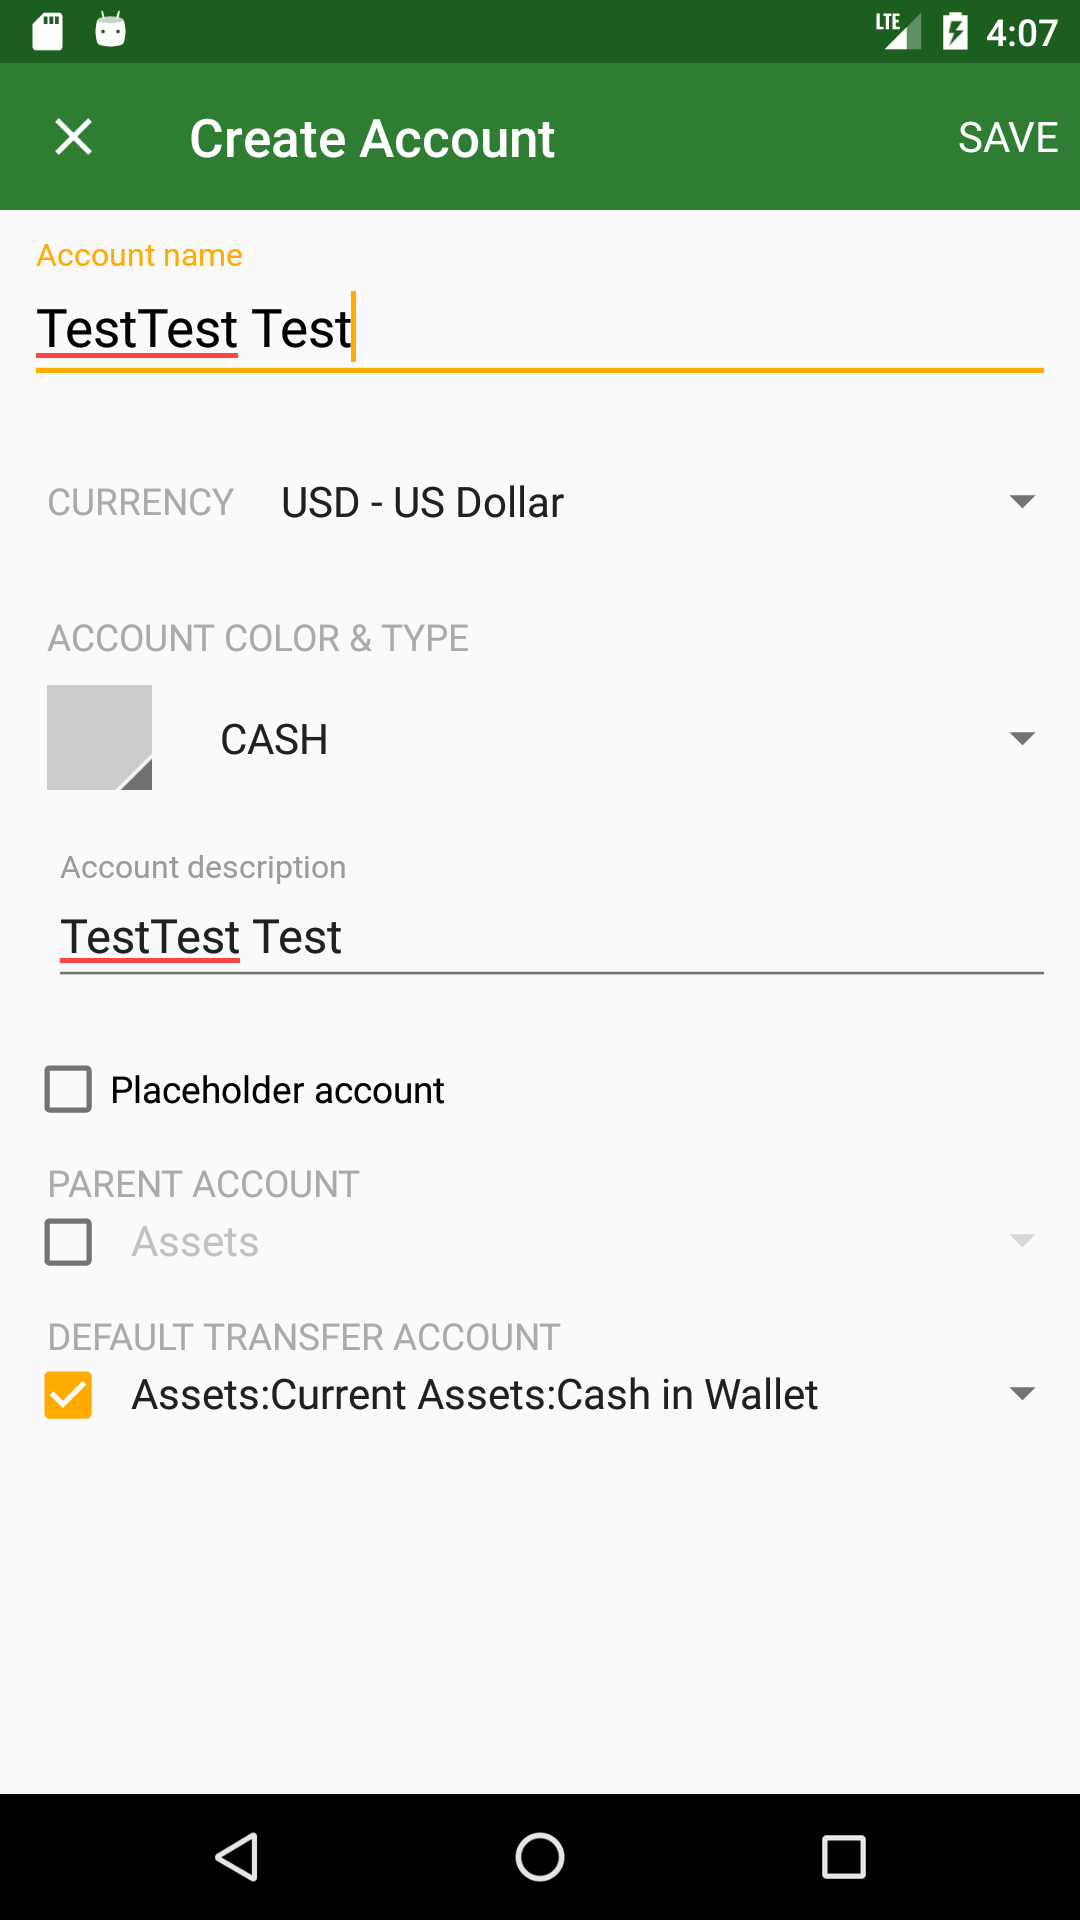 LTE 4:07
Create Account SAVE
Account name
TestTest Test
CURRENCY USD - US Dollar
ACCOUNT COLOR & TYPE
CASH
Account description
TestTest Test
Placeholder account
PARENT ACCOUNT
Assets
DEFAULT TRANSFER ACCOUNT
Assets:Current Assets:Cash in Wallet